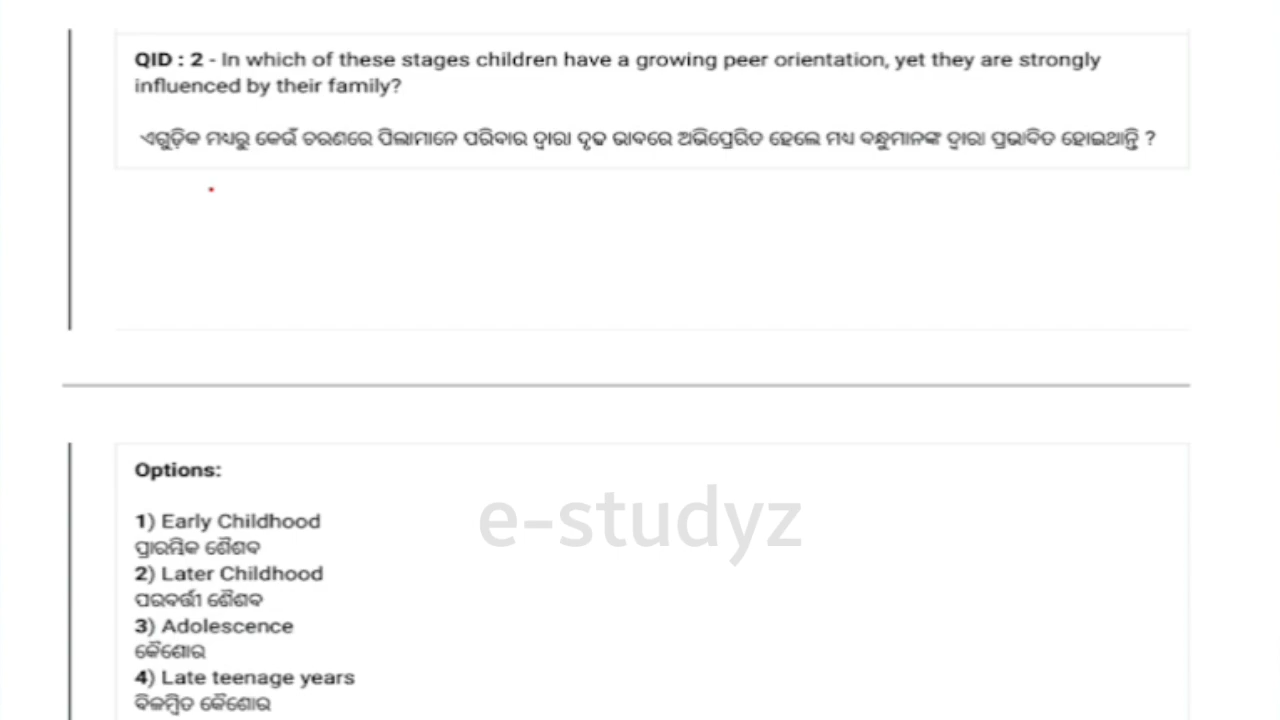 QID : 2 - In which of these stages children have a growing peer orientation, yet they are strongly
influenced by their family?
ଏଗୁଡ଼ିକ ମଧ୍ୟରୁ କେଉଁ ଚରଣରେ ପିଲାମାନେ ପରିବାର ଦ୍ୱାରା ଦୃଢ ଭାବରେ ଅଭିପ୍ରେରିତ ହେଲେ ମଧ୍ୟ ବନ୍ଧୁମାନଙ୍କ ଦ୍ୱାରା ପ୍ରଭାବିତ ହୋଇଥାନ୍ତି ?
Options:
e-studyz
1) Early Childhood
ପ୍ରାରମ୍ଭିକ ଶୈଶବ
2) Later Childhood
ପରବର୍ତ୍ତୀ ଶୈଶବ
3) Adolescence
କୈଶୋର
4) Late teenage years
ବିଳମ୍ବିତ କୈଶୋର